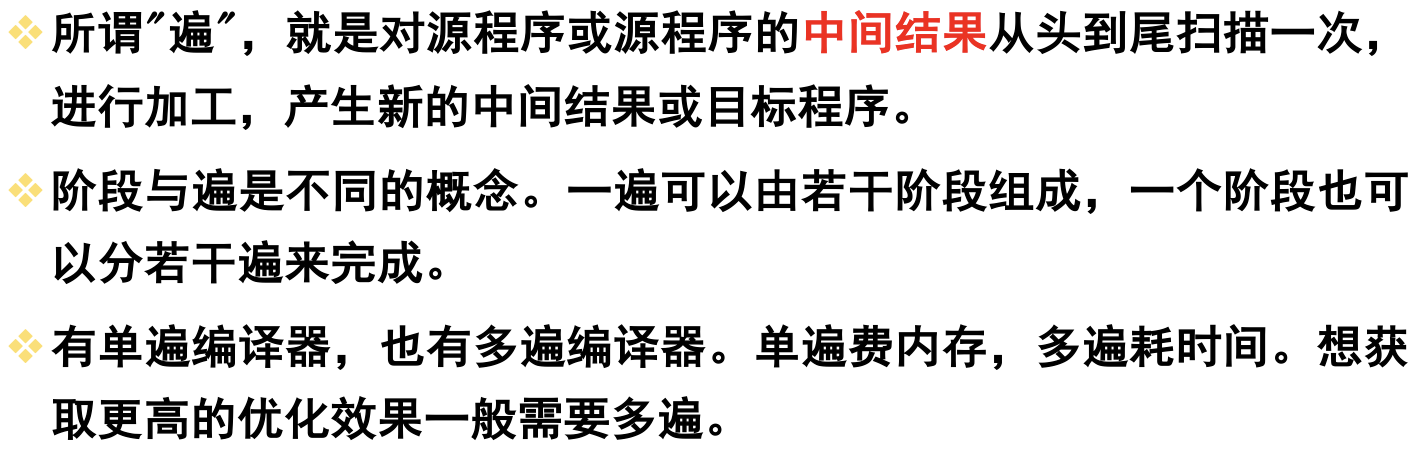 所谓"遍"，就是对源程序或源程序的中间结果从头到尾扫描一次，
进行加工，产生新的中间结果或目标程序。
阶段与遍是不同的概念。一遍可以由若干阶段组成，一个阶段也可
以分若干遍来完成。
有单遍编译器，也有多遍编译器。单遍费内存，多遍耗时间。想获
取更高的优化效果一般需要多遍。